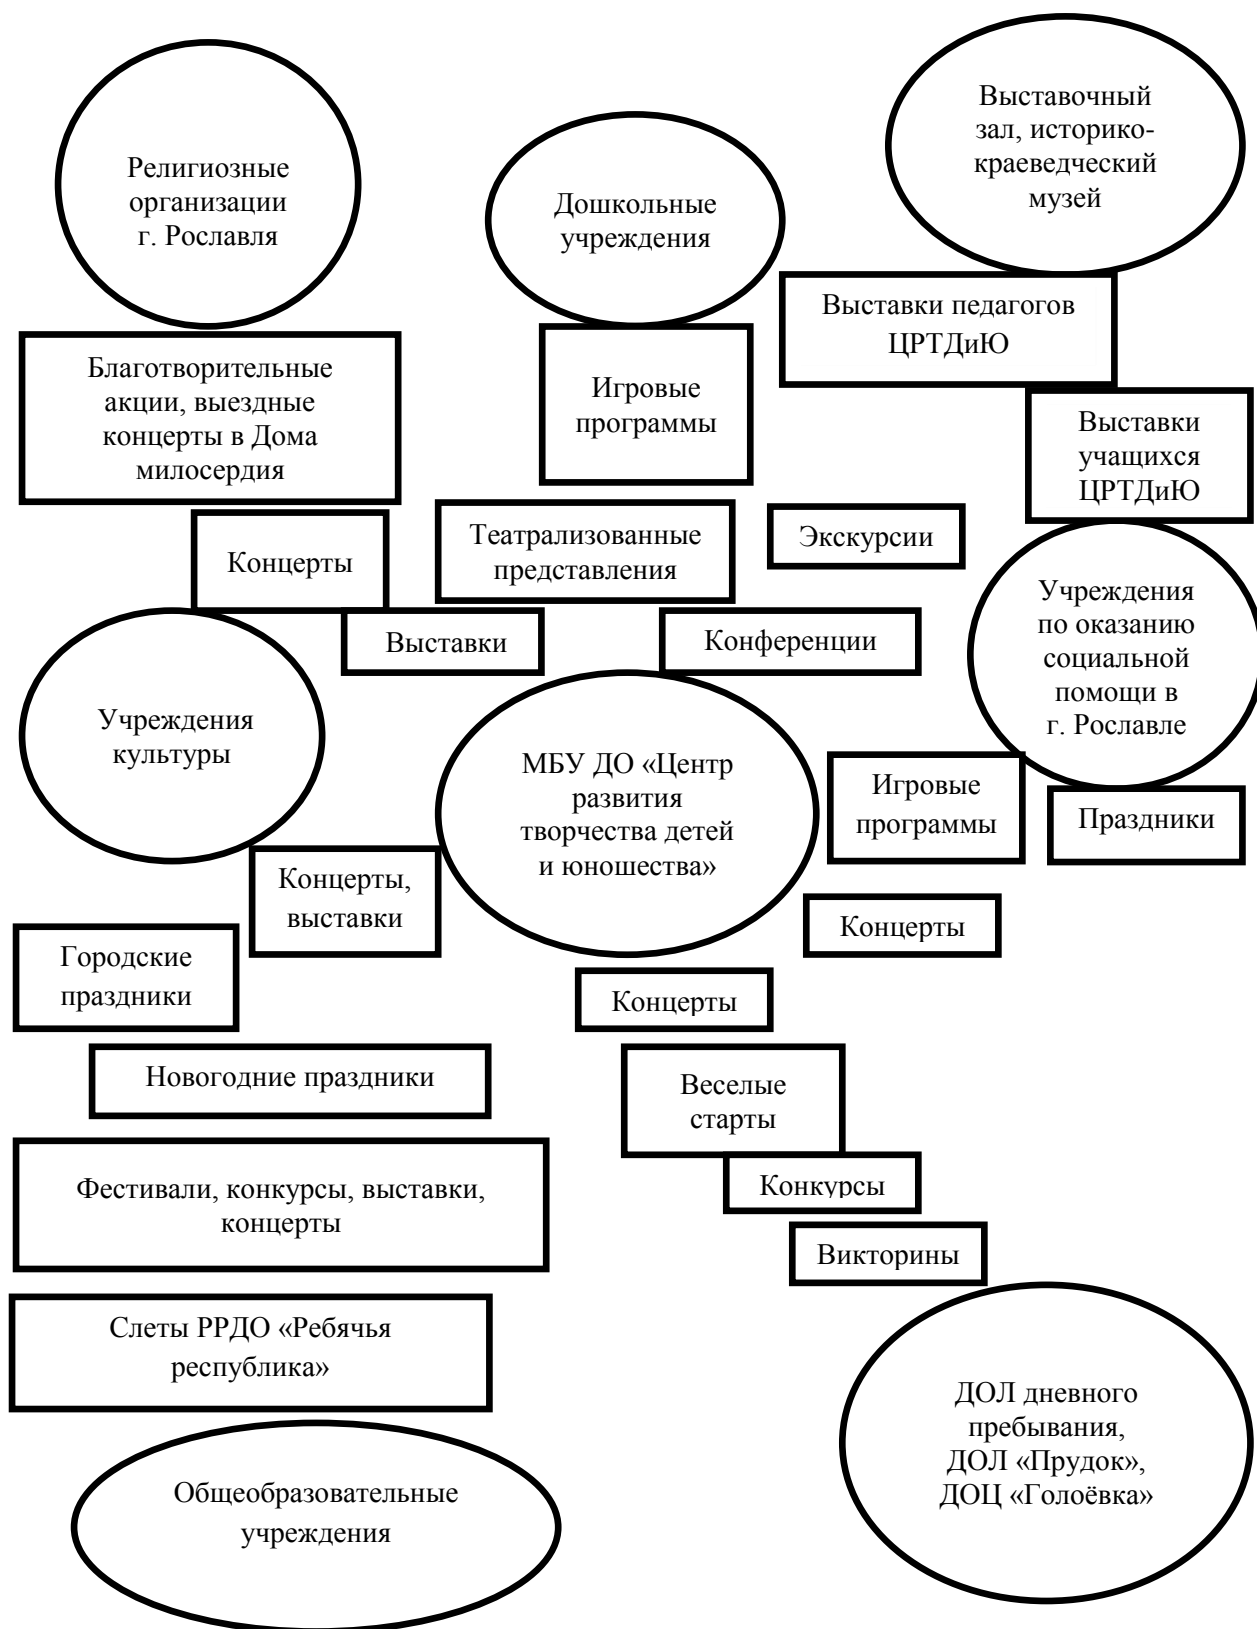 Религиозные
организации
г. Рославля
Дошкольные
учреждения
Выставочный
зал, историко-
краеведческий
музей
Выставки педагогов
ЦРТДиЮ
Благотворительные
акции, выездные
концерты в Дома
милосердия
Игровые
программы
Выставки
учащихся
ЦРТДиЮ
Концерты
Театрализованные
представления
Экскурсии
Выставки
Конференции
Учреждения
по оказанию
социальной
помощи в
г. Рославле
Учреждения
культуры
МБУ ДО «Центр
развития
творчества детей
и юношества»
Игровые
программы
Праздники
Концерты,
выставки
Концерты
Городские
праздники
Концерты
Новогодние праздники
Веселые
старты
Фестивали, конкурсы, выставки,
концерты
Конкурсы
Викторины
Слеты РРДО «Ребячья
республика»
ДОЛ дневного
пребывания,
ДОЛ «Прудок»,
ДОЦ «Голоёвка»
Общеобразовательные
учреждения